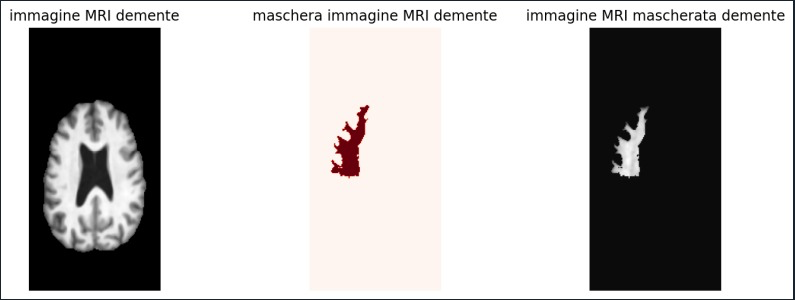 immagine MRI demente
maschera immagine MRI demente
immagine MRI mascherata demente